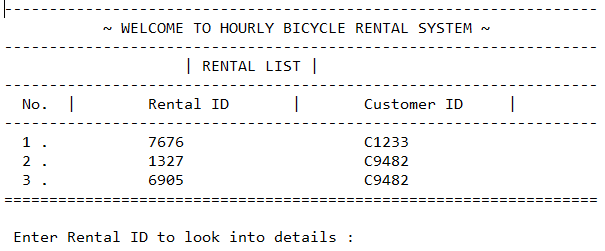 ~ WELCOME TO HOURLY BICYCLE RENTAL SYSTEM ~
| RENTAL LIST |
No. | Rental ID | Customer ID |
1 . 7676 C1233
2 . 1327 C9482
3 . 6905 C9482
Enter Rental ID to look into details :